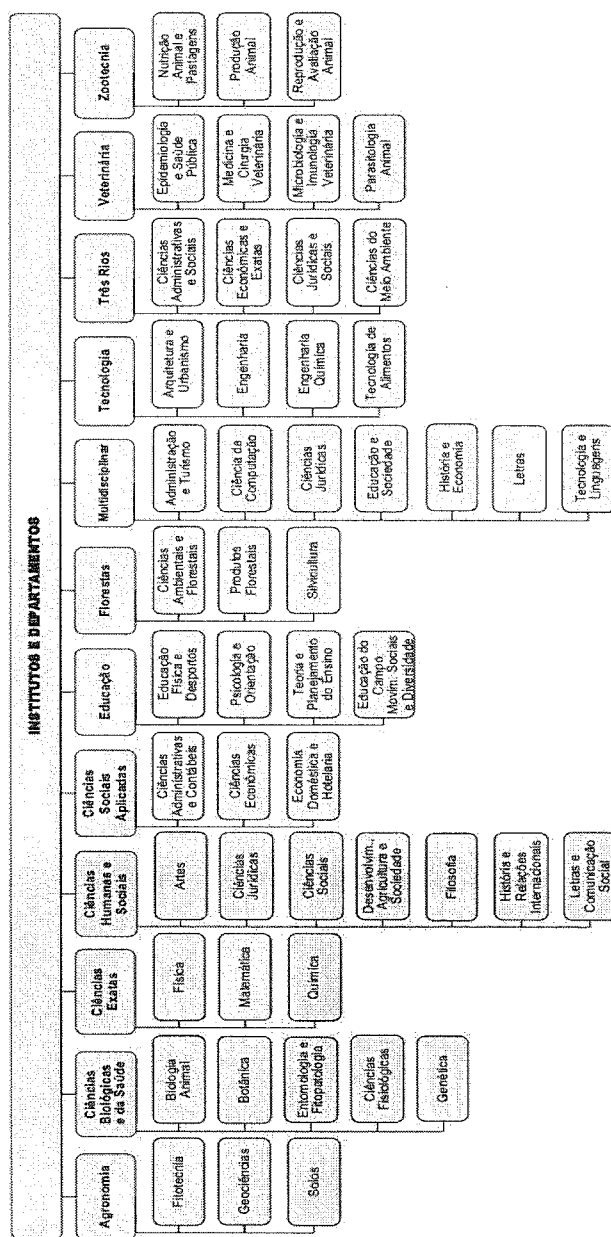 INSTITUTOS E DEPARTAMENTOS
Agronomia
Fitotecnia
Geociências
Solos
Ciências
Biológicas
e da Saúde
Biologia
Animal
Botânica
Entomologia e
Fitopatologia
Ciências
Fisiológicas
Genética
Ciências
Exatas
Física
Matemática
Química
Ciências
Humanas e
Sociais
Artes
Ciências
Jurídicas
Ciências
Sociais
Desenvolvim.,
Agricultura e
Sociedade
Filosofia
História e
Relações
Internacionais
Letras e
Comunicação
Social
Ciências
Sociais
Aplicadas
Ciências
Administrativas
e Contábeis
Ciências
Econômicas
Economia
Doméstica e
Hotelaria
Educação
Educação
Física e
Desportos
Psicologia e
Orientação
Teoria e
Planejamento
do Ensino
Educação do
Campo,
Movim. Sociais
e Diversidade
Florestas
Ciências
Ambientais e
Florestais
Produtos
Florestais
Silvicultura
Multidisciplinar
Administração
e Turismo
Ciência da
Computação
Ciências
Jurídicas
Educação e
Sociedade
História e
Economia
Letras
Tecnologia e
Linguagens
Tecnologia
Arquitetura e
Urbanismo
Engenharia
Engenharia
Química
Tecnologia de
Alimentos
Três Rios
Ciências
Administrativas
e Sociais
Ciências
Econômicas e
Exatas
Ciências
Jurídicas e
Sociais
Ciências do
Meio Ambiente
Veterinária
Epidemiologia
e Saúde
Pública
Medicina e
Cirurgia
Veterinária
Microbiologia e
Imunologia
Veterinária
Parasitologia
Animal
Zootecnia
Nutrição
Animal e
Pastagens
Produção
Animal
Reprodução e
Avaliação
Animal